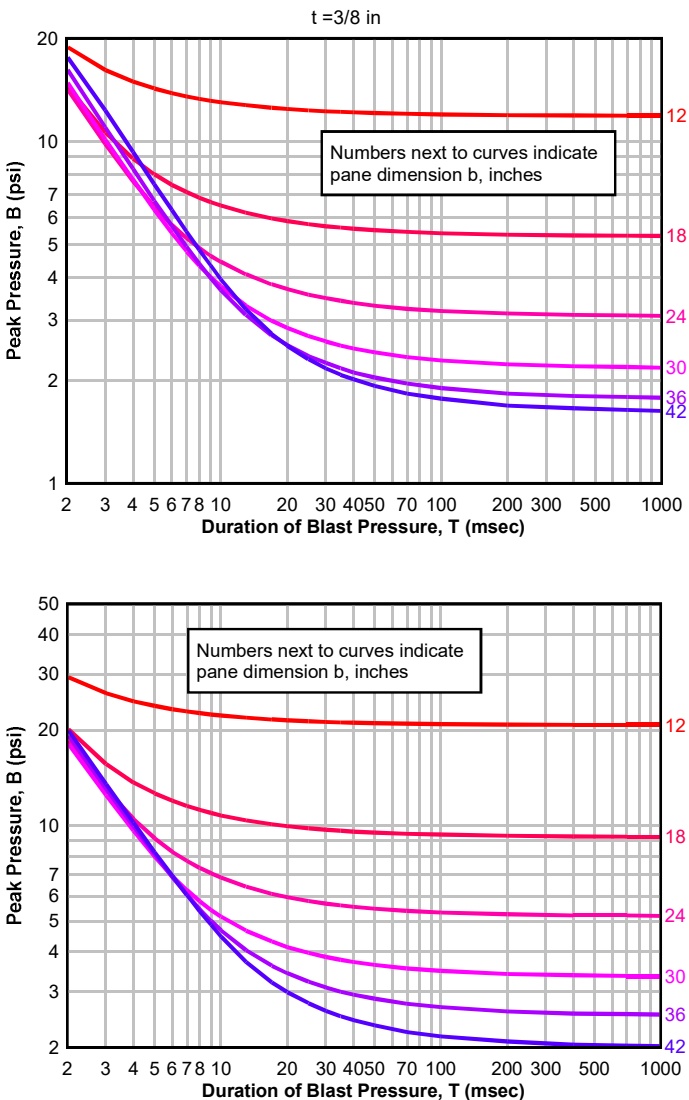 t =3/8 in
20
10
7
6
5
4
3
2
1
Peak Pressure, B (psi)
Numbers next to curves indicate
pane dimension b, inches
12
18
24
30
36
42
2 3 4 5 6 7 8 10 20 30 40 50 70 100 200 300 500 1000
Duration of Blast Pressure, T (msec)
50
40
30
20
10
7
6
5
4
3
2
Peak Pressure, B (psi)
Numbers next to curves indicate
pane dimension b, inches
12
18
24
30
36
42
2 3 4 5 6 7 8 10 20 30 40 50 70 100 200 300 500 1000
Duration of Blast Pressure, T (msec)